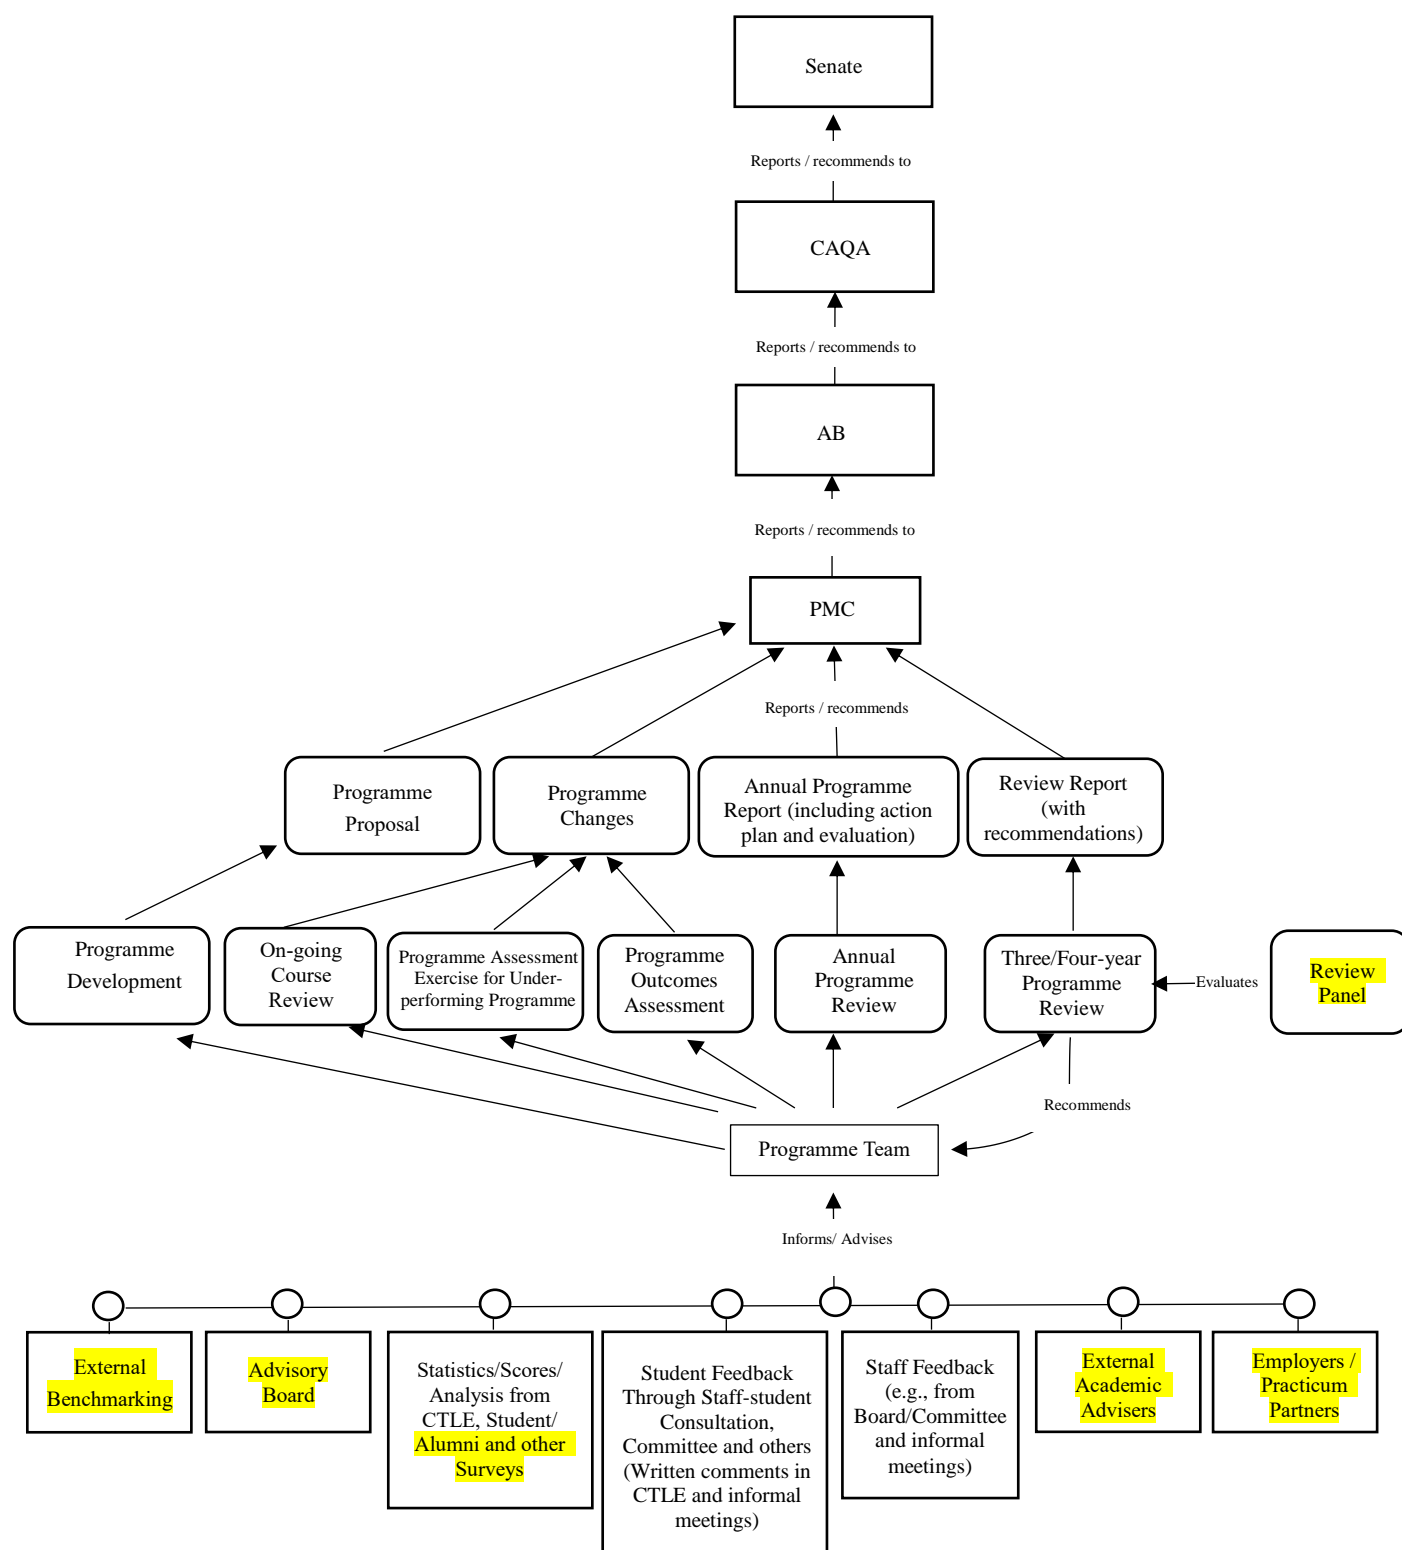 Senate
Reports / recommends to
CAQA
Reports / recommends to
AB
Reports / recommends to
PMC
Reports / recommends
Programme
Proposal
Programme
Changes
Annual Programme
Report (including action
plan and evaluation)
Review Report
(with
recommendations)
Programme
Development
On-going
Course
Review
Programme Assessment
Exercise for Under-
performing Programme
Programme
Outcomes
Assessment
Annual
Programme
Review
Three/Four-year
Programme
Review
Evaluates
Review
Panel
Recommends
Programme Team
Informs/ Advises
External
Benchmarking
Advisory
Board
Statistics/Scores/
Analysis from
CTLE, Student/
Alumni and other
Surveys
Student Feedback
Through Staff-student
Consultation,
Committee and others
(Written comments in
CTLE and informal
meetings)
Staff Feedback
(e.g., from
Board/Committee
and informal
meetings)
External
Academic
Advisers
Employers /
Practicum
Partners